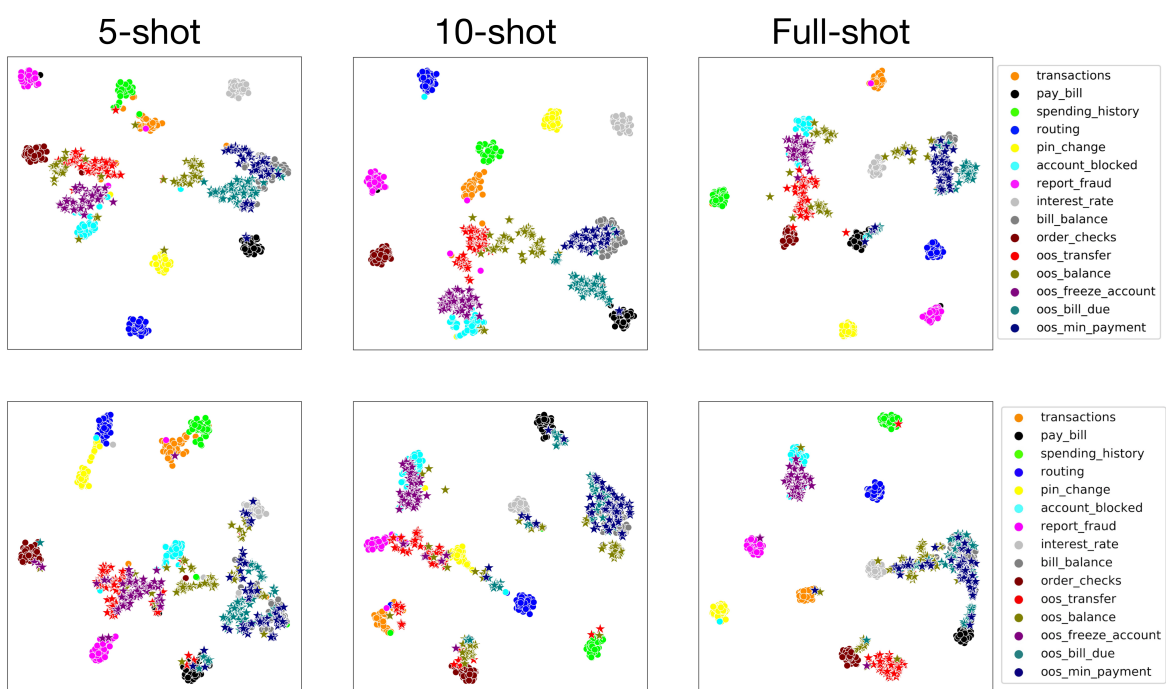 5-shot
10-shot
Full-shot
transactions
pay_bill
spending_history
routing
pin_change
account_blocked
report_fraud
interest_rate
bill_balance
order_checks
oos_transfer
oos_balance
oos_freeze_account
oos_bill_due
oos_min_payment
transactions
pay_bill
spending_history
routing
pin_change
account_blocked
report_fraud
interest_rate
bill_balance
order_checks
oos_transfer
oos_balance
oos_freeze_account
oos_bill_due
oos_min_payment